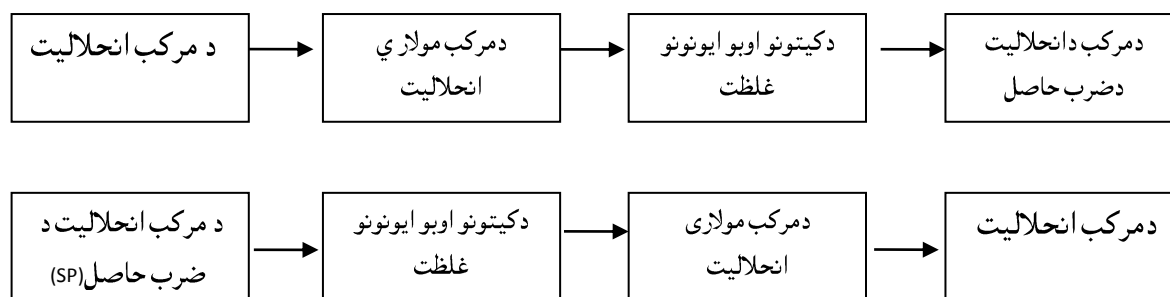 د مرکب انحلالیت
دمرکب مولاري
انحلالیت
دکیتونو اوبو ایونونو
غلظت
دمرکب دانحلالیت
دضرب حاصل
د مرکب انحلالیت د
ضرب حاصل(SP)
دکیتونو اوبو ایونونو
غلظت
دمرکب مولاری
انحلالیت
دمرکب انحلالیت